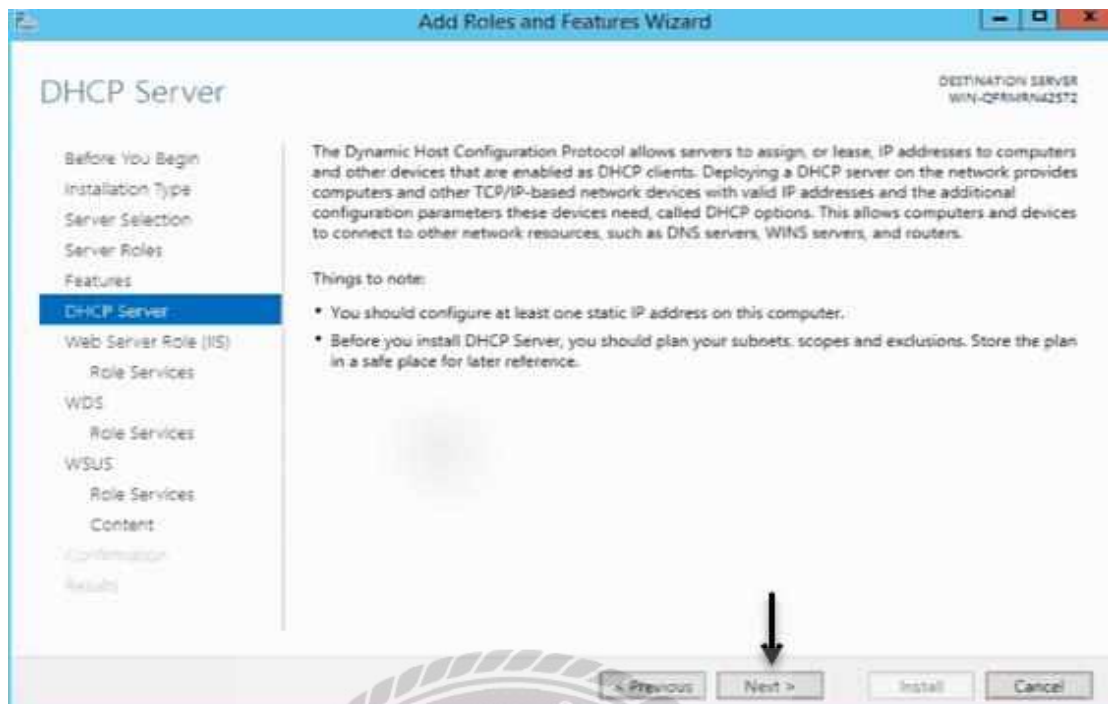 Add Roles and Features Wizard
DHCP Server
DESTINATION SERVER
WIN-QFRMRN42572
Before You Begin
Installation Type
Server Selection
Server Roles
Features
DHCP Server
Web Server Role (IIS)
Role Services
WDS
Role Services
WSUS
Role Services
Content
Confirmation
Results
The Dynamic Host Configuration Protocol allows servers to assign, or lease, IP addresses to computers
and other devices that are enabled as DHCP clients. Deploying a DHCP server on the network provides
computers and other TCP/IP-based network devices with valid IP addresses and the additional
configuration parameters these devices need, called DHCP options. This allows computers and devices
to connect to other network resources, such as DNS servers, WINS servers, and routers.
Things to note:
• You should configure at least one static IP address on this computer.
• Before you install DHCP Server, you should plan your subnets, scopes and exclusions. Store the plan
in a safe place for later reference.
< Previous Next > Install Cancel